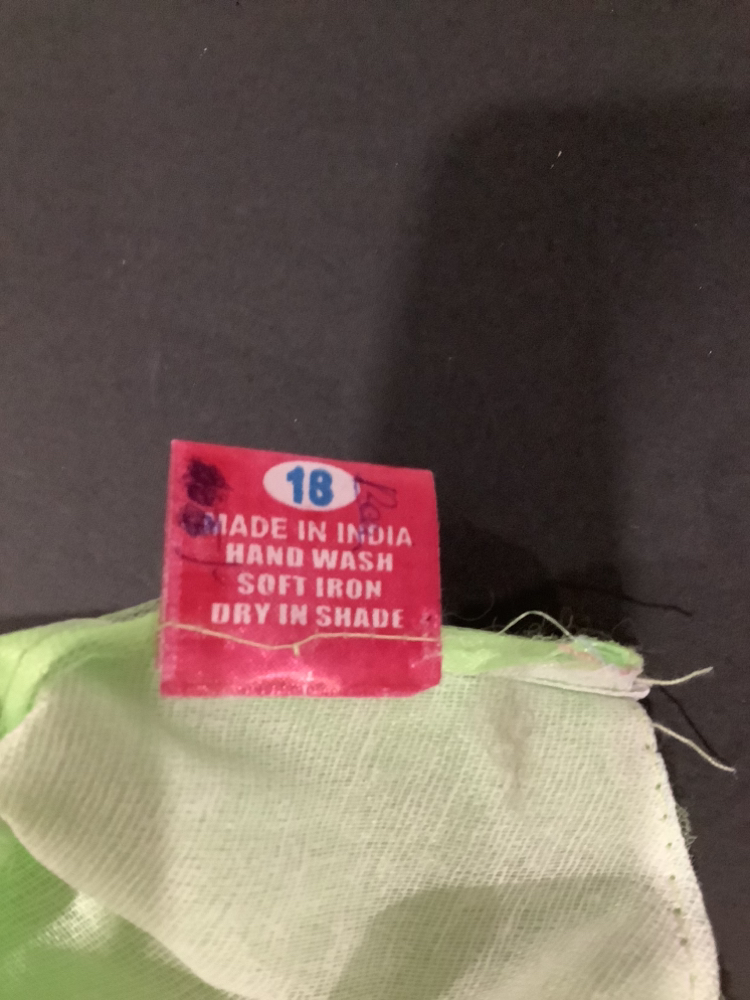 18
MADE IN INDIA
HAND WASH
SOFT IRON
DRY IN SHADE